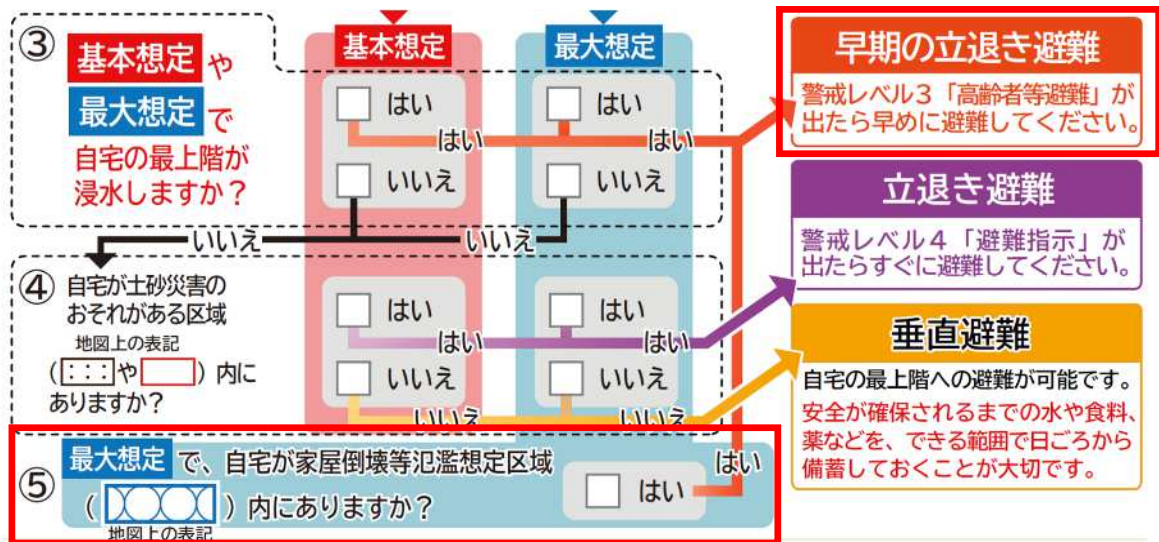 ③
基本想定 や
最大想定 で
自宅の最上階が
浸水しますか？
基本想定
はい
はい
いいえ
いいえ
最大想定
はい
いいえ
いいえ
④
自宅が土砂災害の
おそれがある区域
地図上の表記
( や ) 内に
ありますか？
はい
はい
いいえ
いいえ
はい
はい
いいえ
いいえ
⑤
最大想定 で、自宅が家屋倒壊等氾濫想定区域
( ) 内にありますか？
地図上の表記
はい
はい
早期の立退き避難
警戒レベル３「高齢者等避難」が
出たら早めに避難してください。
立退き避難
警戒レベル４「避難指示」が
出たらすぐに避難してください。
垂直避難
自宅の最上階への避難が可能です。
安全が確保されるまでの水や食料、
薬などを、できる範囲で日ごろから
備蓄しておくことが大切です。